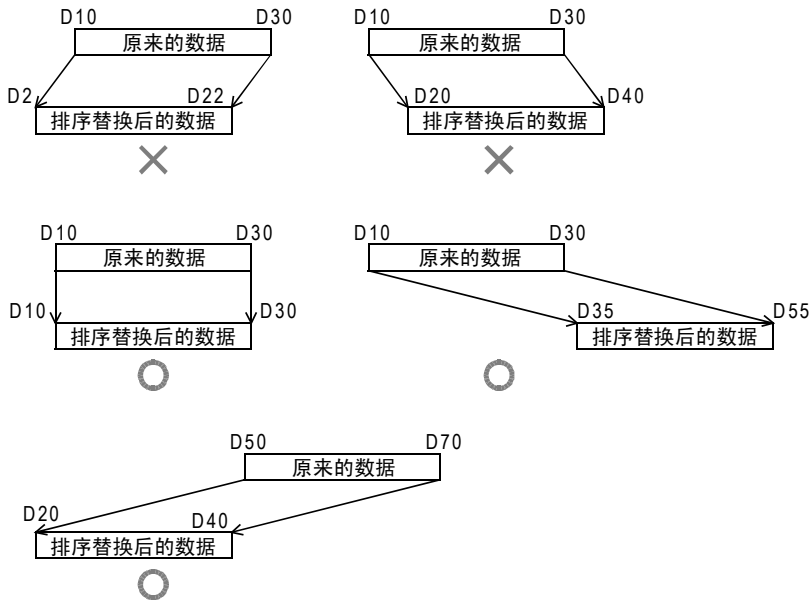 D10 D30 D10 D30
原来的数据 原来的数据
D2 D22 D20 D40
排序替换后的数据 排序替换后的数据
D10 D30 D10 D30
原来的数据 原来的数据
D10 D30 D35 D55
排序替换后的数据 排序替换后的数据
D50 D70
原来的数据
D20 D40
排序替换后的数据